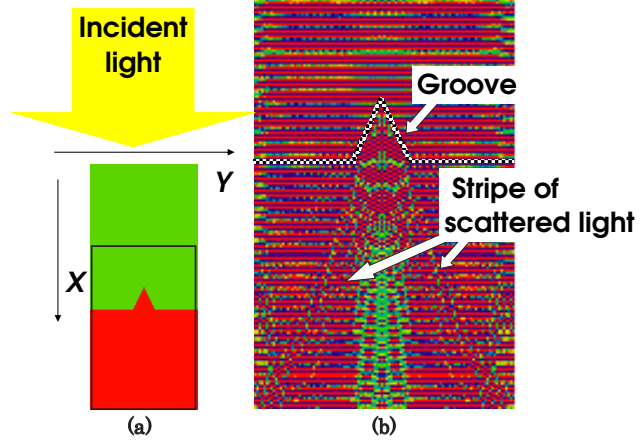 Incident
light
Y
X
(a)
Groove
Stripe of
scattered light
(b)